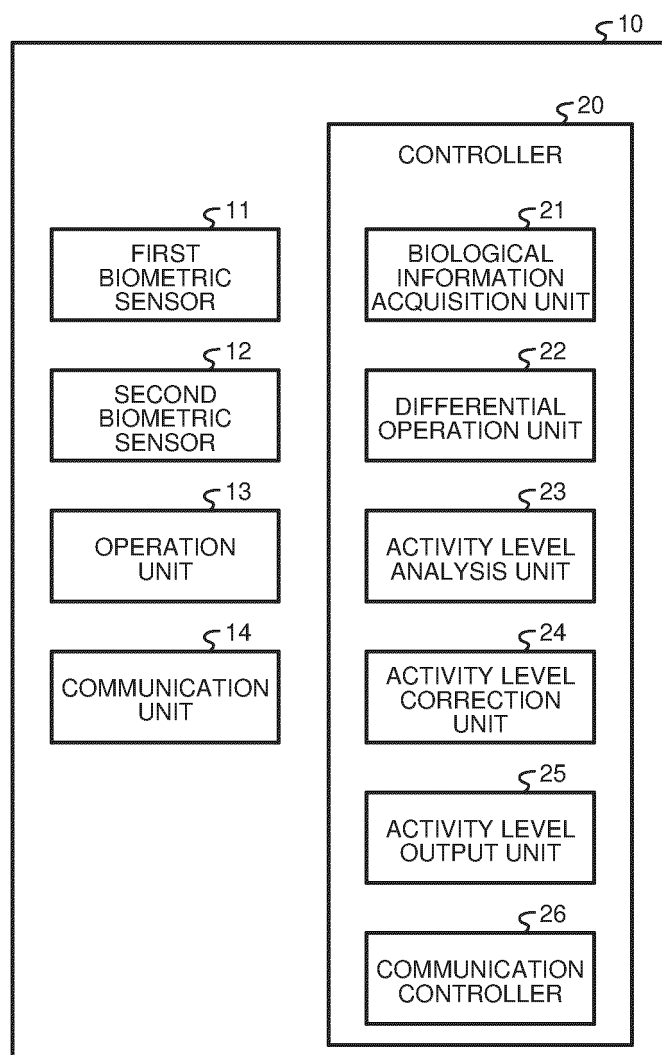 10
20
CONTROLLER
11
FIRST
BIOMETRIC
SENSOR
12
SECOND
BIOMETRIC
SENSOR
13
OPERATION
UNIT
14
COMMUNICATION
UNIT
21
BIOLOGICAL
INFORMATION
ACQUISITION UNIT
22
DIFFERENTIAL
OPERATION UNIT
23
ACTIVITY LEVEL
ANALYSIS UNIT
24
ACTIVITY LEVEL
CORRECTION
UNIT
25
ACTIVITY LEVEL
OUTPUT UNIT
26
COMMUNICATION
CONTROLLER